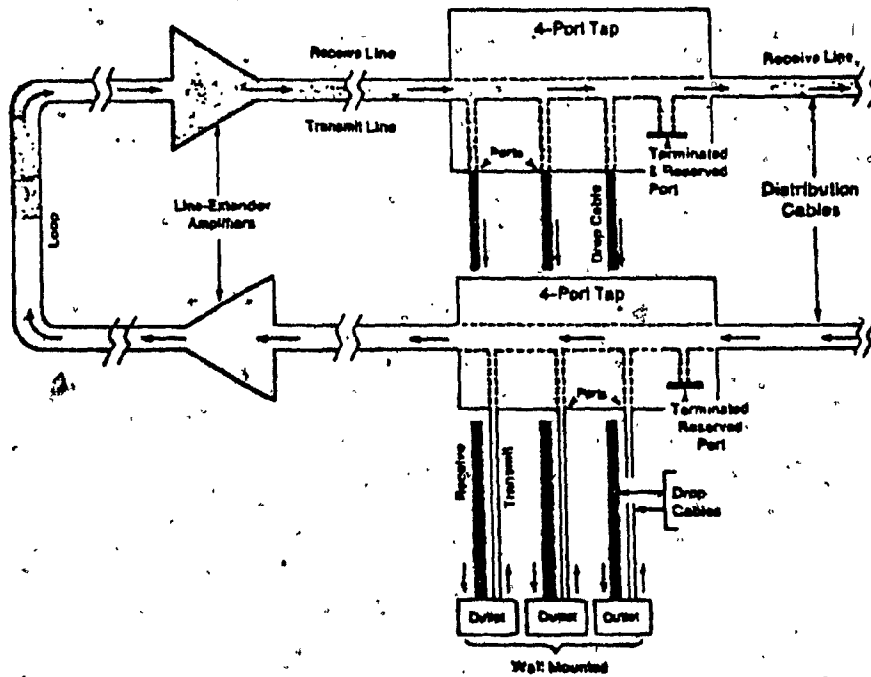 4-Port Tap
Receive Line
Receive Line
Transmit Line
Ports
Terminated
& Reserved
Port
Drop Cable
Distribution
Cables
Line-Extender
Amplifiers
Loop
4-Port Tap
Ports
Terminated
Reserved
Port
Receive
Transmit
Drop
Cables
Outlet
Outlet
Outlet
Wall Mounted